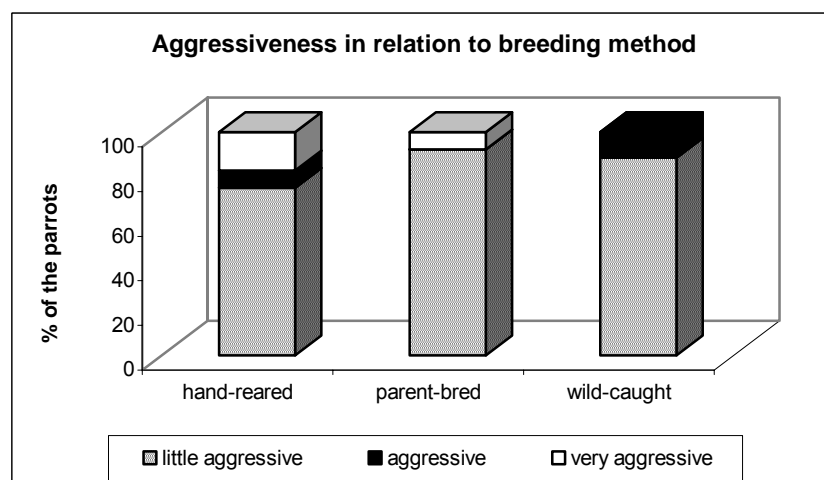 Aggressiveness in relation to breeding method
% of the parrots
100
80
60
40
20
0
hand-reared parent-bred wild-caught
little aggressive aggressive very aggressive